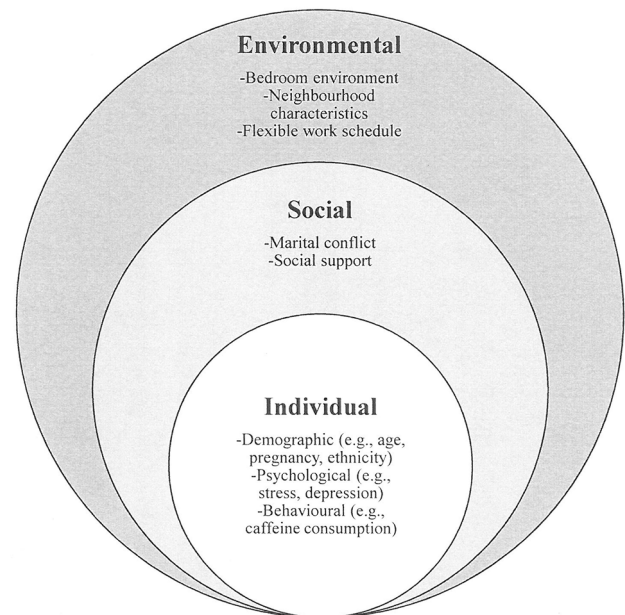 Environmental
-Bedroom environment
-Neighbourhood
characteristics
-Flexible work schedule
Social
-Marital conflict
-Social support
Individual
-Demographic (e.g., age,
pregnancy, ethnicity)
-Psychological (e.g.,
stress, depression)
-Behavioural (e.g.,
caffeine consumption)